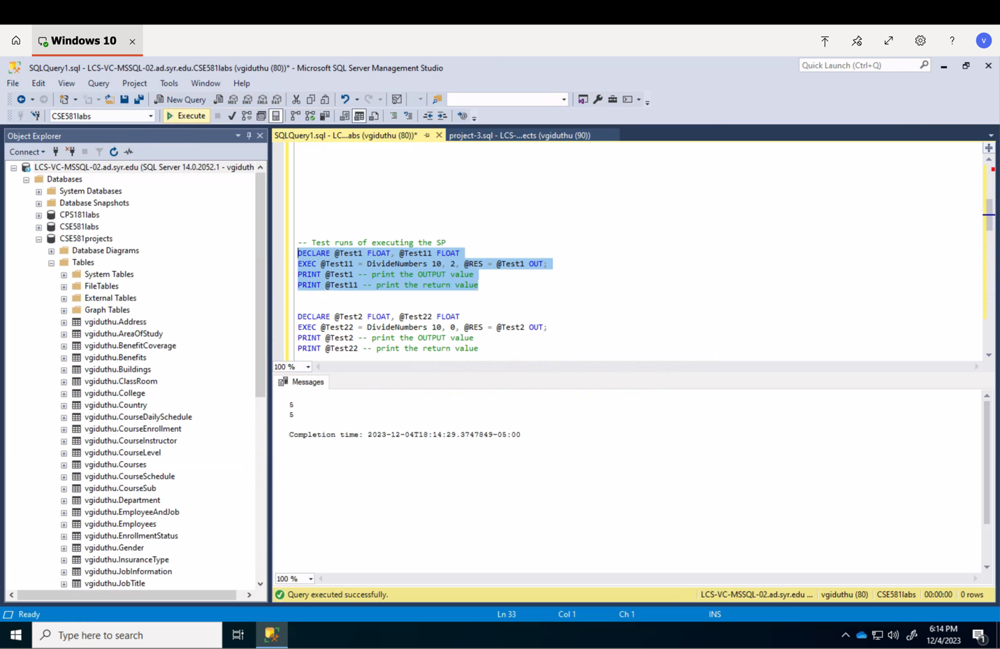 Windows 10
?
V
SQLQuery1.sql - LCS-VC-MSSQL-02.ad.syr.edu.CSE581labs (vgiduthu (80))* - Microsoft SQL Server Management Studio
Quick Launch (Ctrl+Q)
File Edit View Query Project Tools Window Help
New Query
CSE581labs
Execute
Object Explorer
SQLQuery1.sql - LC...abs (vgiduthu (80))*
project-3.sql - LCS-...ects (vgiduthu (90))
Connect
LCS-VC-MSSQL-02.ad.syr.edu (SQL Server 14.0.2052.1 - vgiduth
Databases
System Databases
Database Snapshots
CPS181labs
CSE581labs
CSE581projects
Database Diagrams
Tables
System Tables
FileTables
External Tables
Graph Tables
vgiduthu.Address
vgiduthu.AreaOfStudy
vgiduthu.BenefitCoverage
vgiduthu.Benefits
vgiduthu.Buildings
vgiduthu.ClassRoom
vgiduthu.College
vgiduthu.Country
vgiduthu.CourseDailySchedule
vgiduthu.CourseEnrollment
vgiduthu.CourseInstructor
vgiduthu.CourseLevel
vgiduthu.Courses
vgiduthu.CourseSchedule
vgiduthu.CourseSub
vgiduthu.Department
vgiduthu.EmployeeAndJob
vgiduthu.Employees
vgiduthu.EnrollmentStatus
vgiduthu.Gender
vgiduthu.InsuranceType
vgiduthu.JobInformation
vgiduthu.JobTitle
-- Test runs of executing the SP
DECLARE @Test1 FLOAT, @Test11 FLOAT
EXEC @Test11 = DivideNumbers 10, 2, @RES = @Test1 OUT;
PRINT @Test1 -- print the OUTPUT value
PRINT @Test11 -- print the return value
DECLARE @Test2 FLOAT, @Test22 FLOAT
EXEC @Test22 = DivideNumbers 10, 0, @RES = @Test2 OUT;
PRINT @Test2 -- print the OUTPUT value
PRINT @Test22 -- print the return value
100 %
Messages
5
5
Completion time: 2023-12-04T18:14:29.3747849-05:00
100 %
Query executed successfully.
LCS-VC-MSSQL-02.ad.syr.edu ... vgiduthu (80) CSE581labs 00:00:00 0 rows
Ready
Ln 33 Col 1 Ch 1 INS
Type here to search
6:14 PM
12/4/2023
1